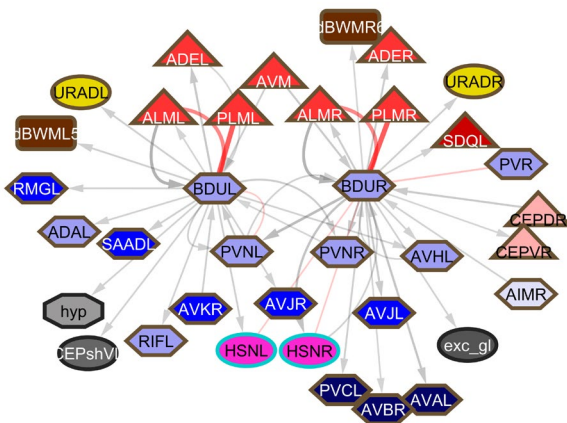 dBWMR6
ADEL
ADER
AVM
URADL
URADR
ALML
PLML
ALMR
PLMR
dBWML5
SDQL
PVR
RMGL
BDUL
BDUR
CEPDR
ADAL
SAADL
PVNL
PVNR
AVHL
CEPVR
AIMR
hyp
AVKR
AVJR
AVJL
CEPshVL
RIFL
HSNL
HSNR
exc_gl
PVCL
AVBR
AVAL